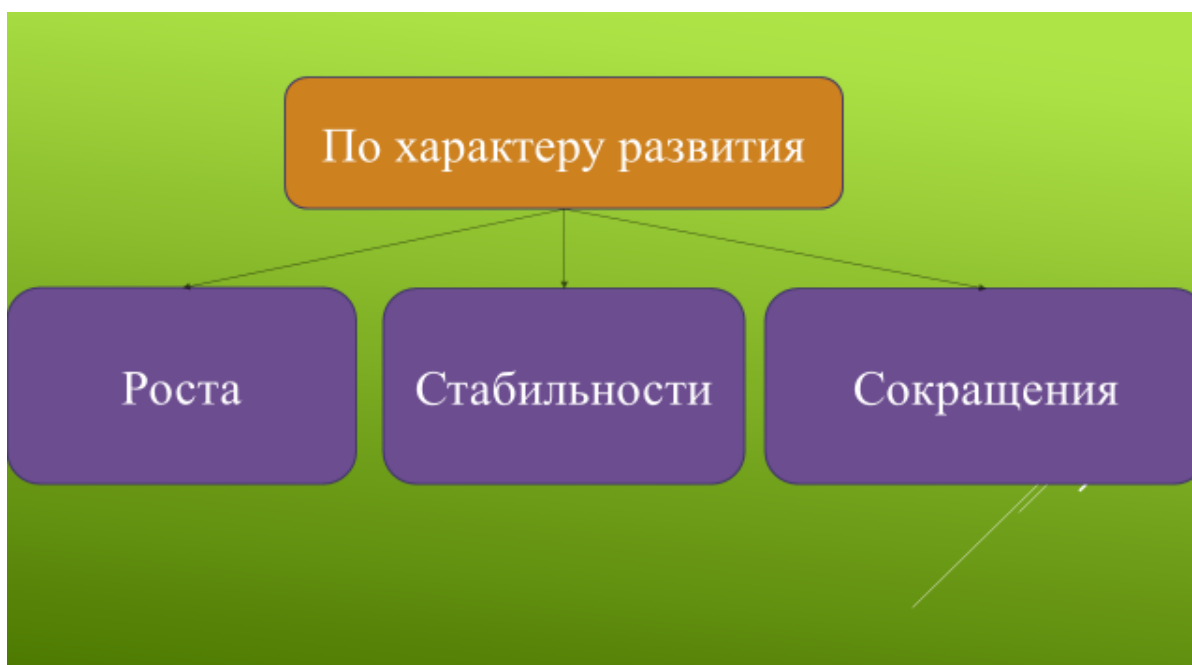 По характеру развития
Роста
Стабильности
Сокращения